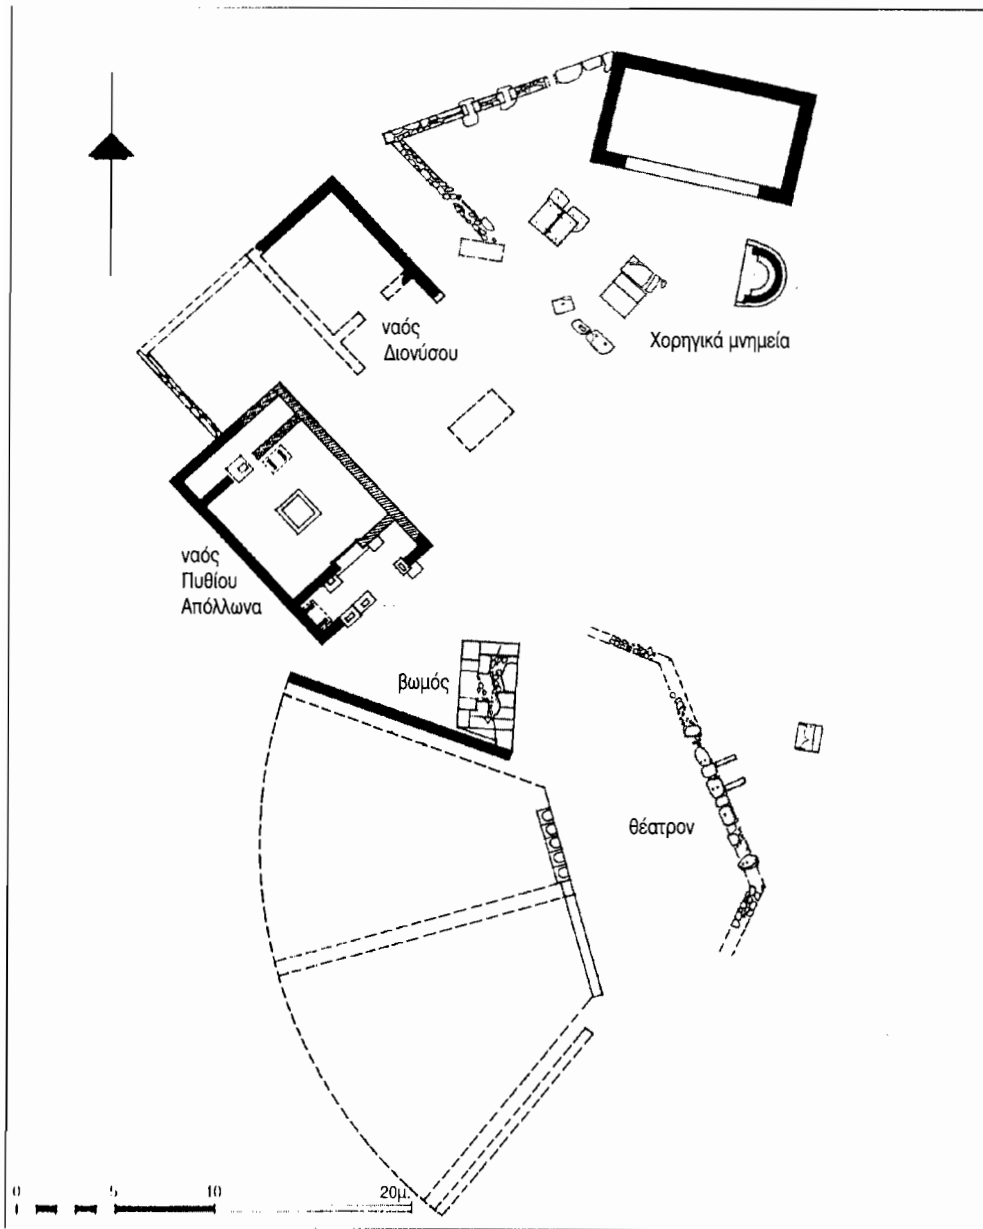 ναός
Διονύσου
Χορηγικά μνημεία
ναός
Πυθίου
Απόλλωνα
βωμός
θέατρον
0 5 10 20μ.